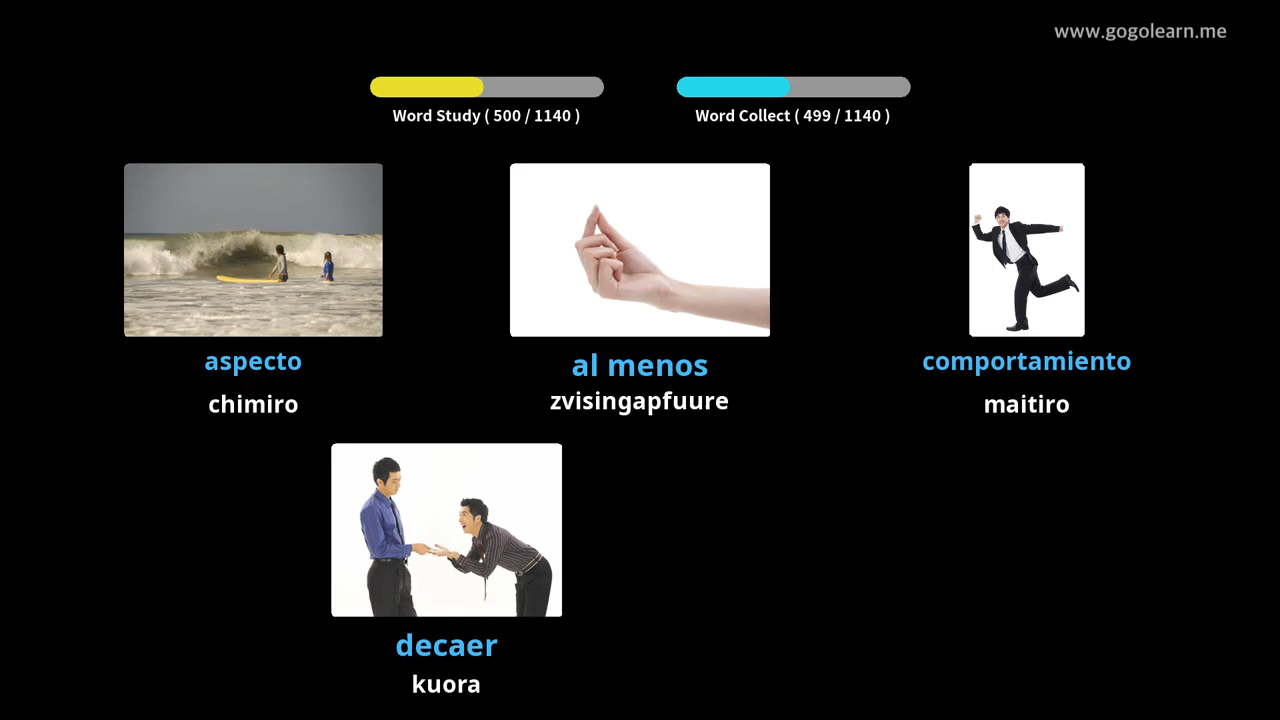 www.gogolearn.me
Word Study ( 500 / 1140 )
Word Collect ( 499 / 1140 )
aspecto
chimiro
al menos
zvisingapfuure
comportamiento
maitiro
decaer
kuora